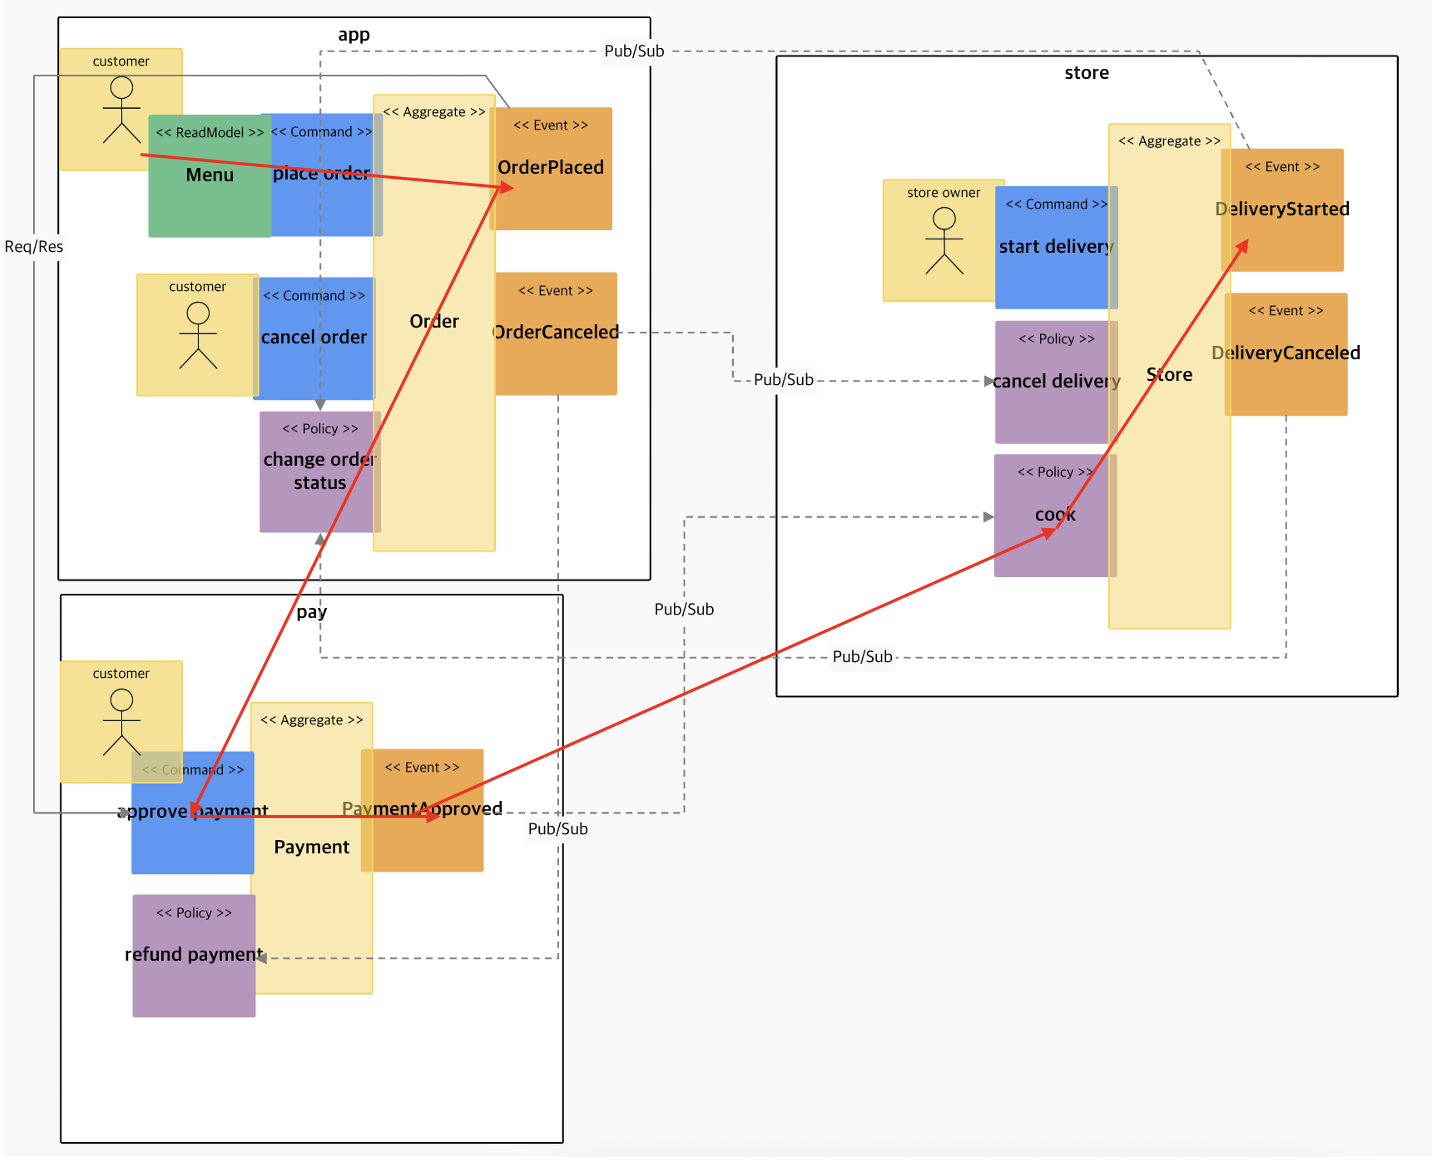 app
Pub/Sub
store
customer
<< ReadModel >>
Menu
<< Command >>
place order
<< Aggregate >>
Order
<< Event >>
OrderPlaced
Req/Res
customer
<< Command >>
cancel order
<< Event >>
OrderCanceled
<< Policy >>
change order
status
Pub/Sub
<< Aggregate >>
Store
store owner
<< Command >>
start delivery
<< Event >>
DeliveryStarted
<< Policy >>
cancel delivery
<< Event >>
DeliveryCanceled
<< Policy >>
cook
pay
Pub/Sub
Pub/Sub
customer
<< Command >>
approve payment
<< Aggregate >>
Payment
<< Event >>
PaymentApproved
Pub/Sub
<< Policy >>
refund payment